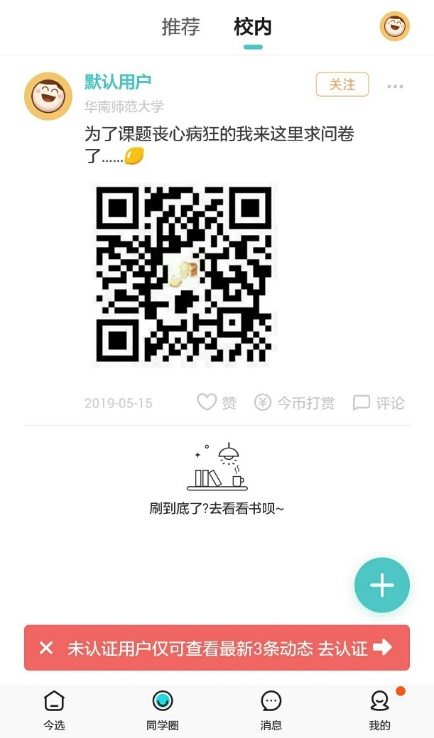 推荐 校内
默认用户
关注
华南师范大学
为了课题丧心病狂的我来这里求问卷
了......🍋
2019-05-15 赞 今币打赏 评论
刷到底了?去看看书呗~
未认证用户仅可查看最新3条动态 去认证
今选 同学圈 消息 我的